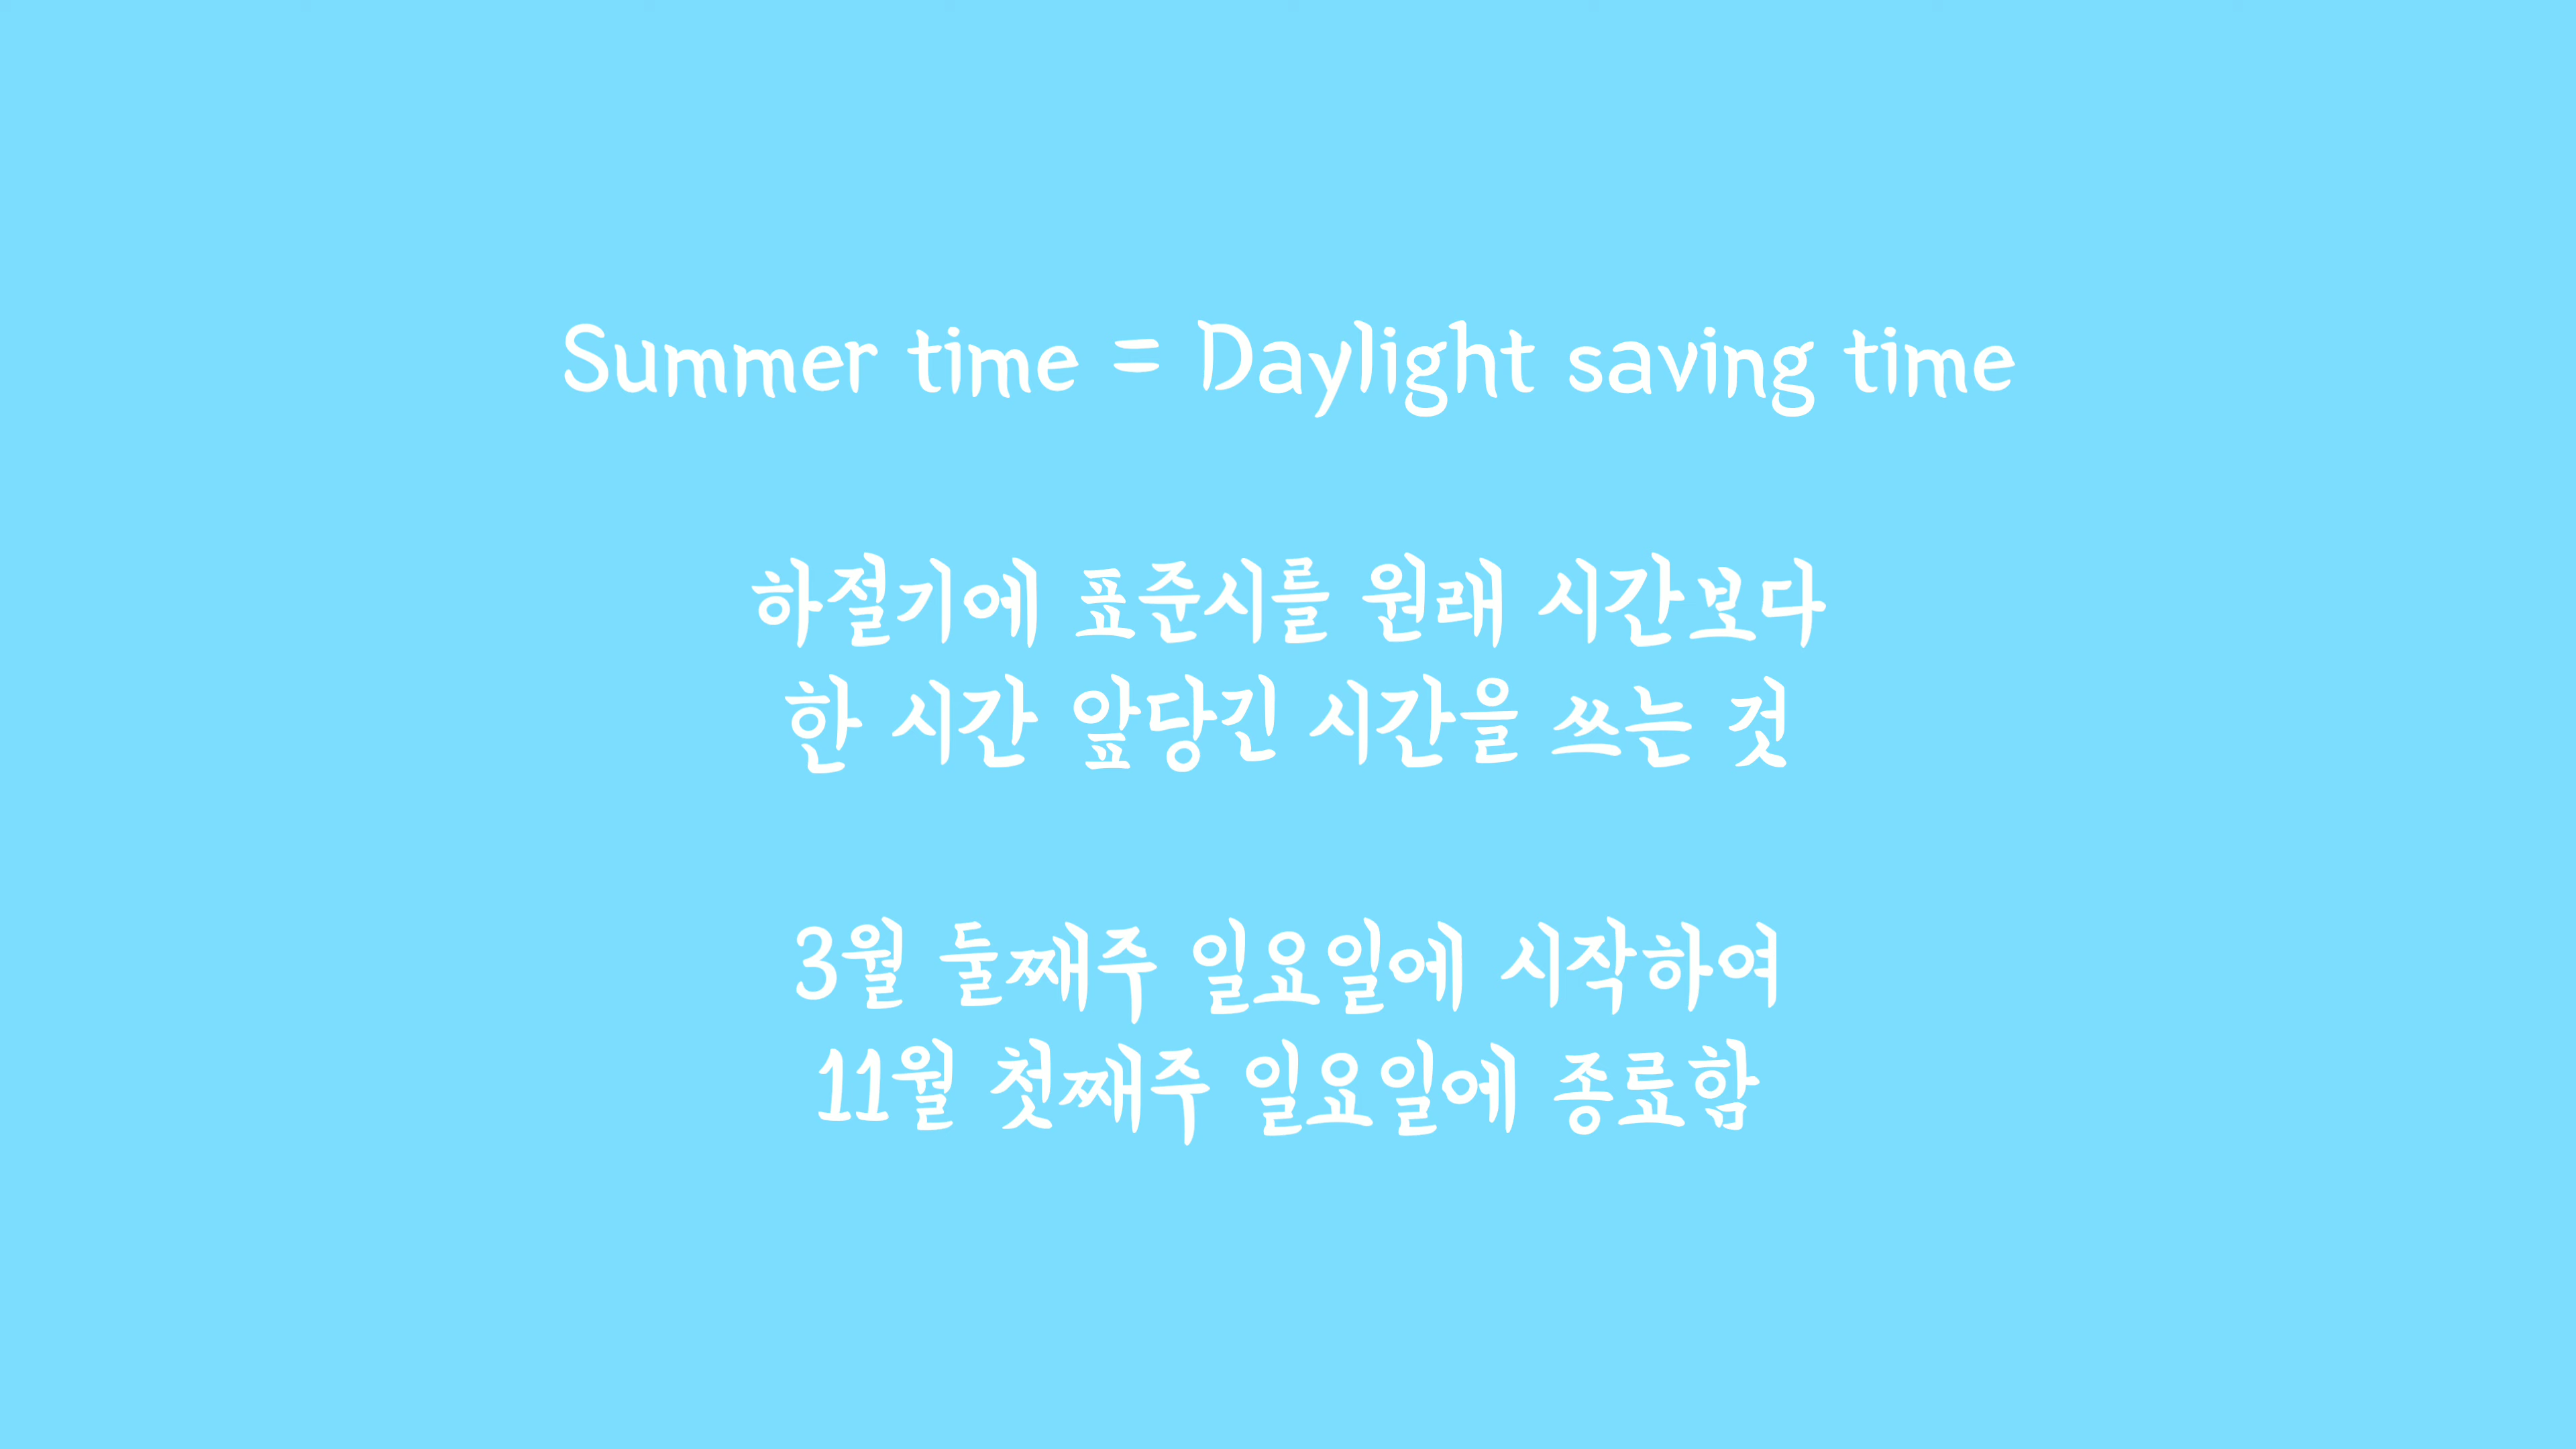 Summer time = Daylight saving time
하절기에 표준시를 원래 시간보다
한 시간 앞당긴 시간을 쓰는 것
3월 둘째주 일요일에 시작하여
11월 첫째주 일요일에 종료함